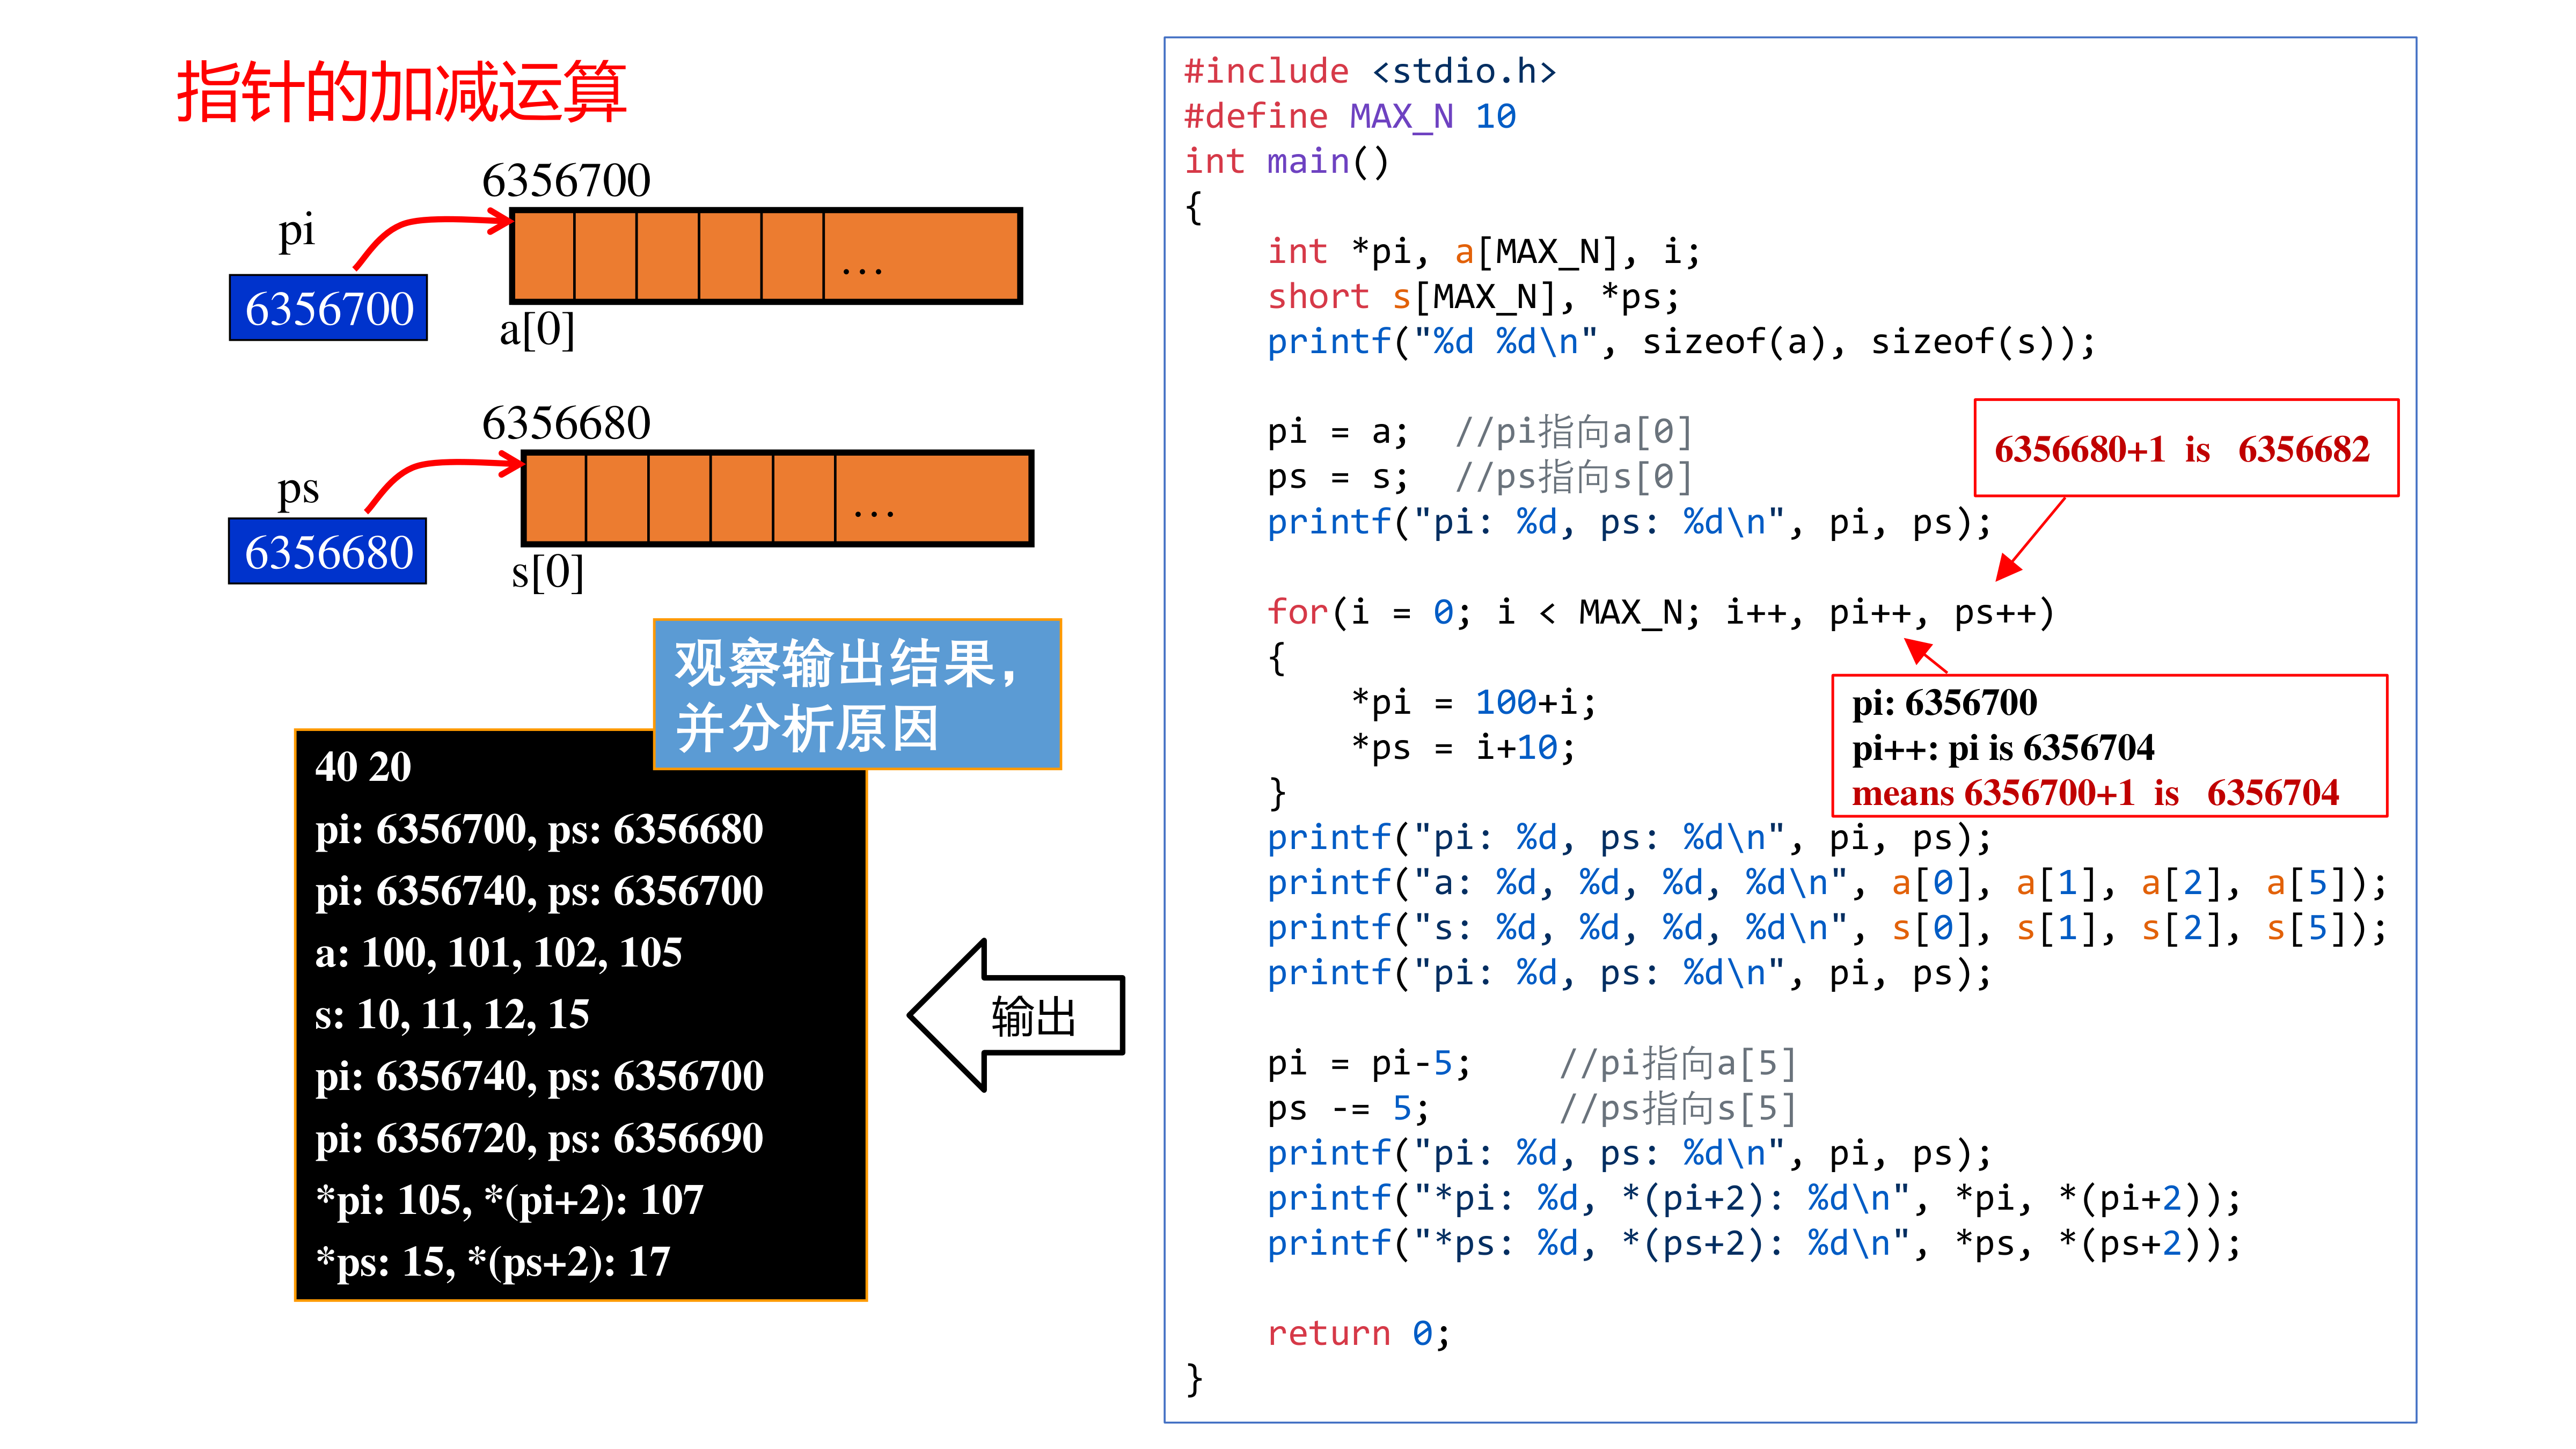 指针的加减运算
6356700
pi
6356700
…
a[0]
6356680
ps
6356680
…
s[0]
观察输出结果，
并分析原因
40 20
pi: 6356700, ps: 6356680
pi: 6356740, ps: 6356700
a: 100, 101, 102, 105
s: 10, 11, 12, 15
pi: 6356740, ps: 6356700
pi: 6356720, ps: 6356690
*pi: 105, *(pi+2): 107
*ps: 15, *(ps+2): 17
输出
#include <stdio.h>
#define MAX_N 10
int main()
{
    int *pi, a[MAX_N], i;
    short s[MAX_N], *ps;
    printf("%d %d\n", sizeof(a), sizeof(s));
    pi = a;  //pi指向a[0]
    ps = s;  //ps指向s[0]
    printf("pi: %d, ps: %d\n", pi, ps);
    for(i = 0; i < MAX_N; i++, pi++, ps++)
    {
        *pi = 100+i;
        *ps = i+10;
    }
    printf("pi: %d, ps: %d\n", pi, ps);
    printf("a: %d, %d, %d, %d\n", a[0], a[1], a[2], a[5]);
    printf("s: %d, %d, %d, %d\n", s[0], s[1], s[2], s[5]);
    printf("pi: %d, ps: %d\n", pi, ps);
    pi = pi-5;    //pi指向a[5]
    ps -= 5;      //ps指向s[5]
    printf("pi: %d, ps: %d\n", pi, ps);
    printf("*pi: %d, *(pi+2): %d\n", *pi, *(pi+2));
    printf("*ps: %d, *(ps+2): %d\n", *ps, *(ps+2));
    return 0;
}
6356680+1 is 6356682
pi: 6356700
pi++: pi is 6356704
means 6356700+1 is 6356704